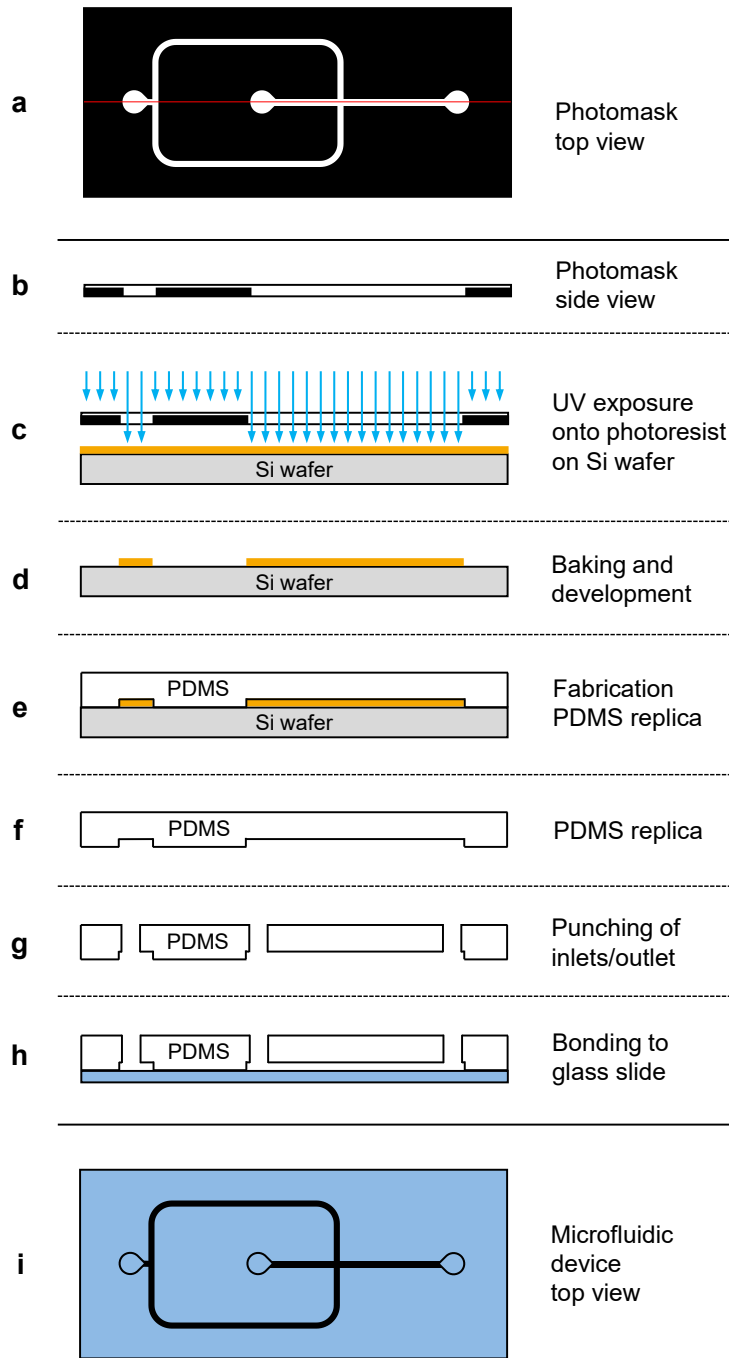 a
Photomask
top view
b
Photomask
side view
c
UV exposure
onto photoresist
on Si wafer
Si wafer
d
Baking and
development
Si wafer
e
PDMS
Fabrication
PDMS replica
Si wafer
f
PDMS
PDMS replica
g
PDMS
Punching of
inlets/outlet
h
PDMS
Bonding to
glass slide
i
Microfluidic
device
top view